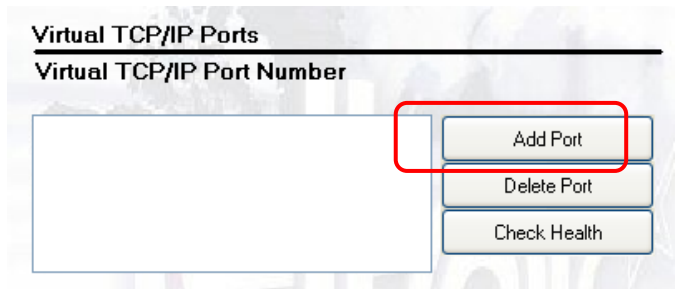 Virtual TCP/IP Ports
Virtual TCP/IP Port Number
Add Port
Delete Port
Check Health